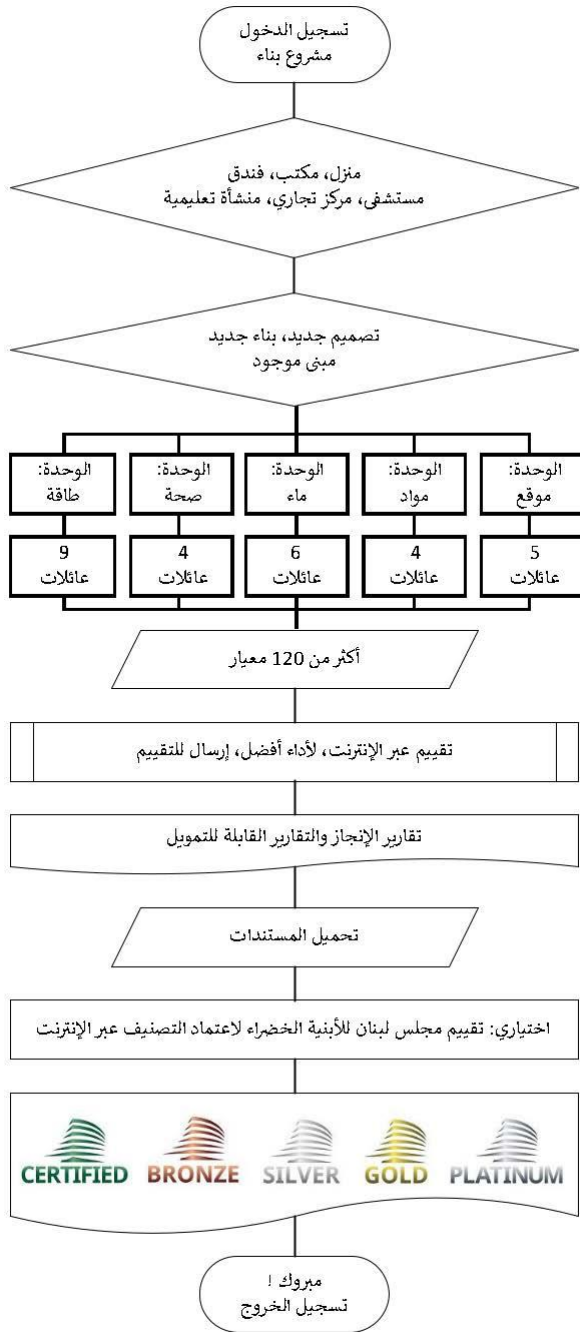 تسجيل الدخول
مشروع بناء
منزل، مكتب، فندق
مستشفى، مركز تجاري، منشأة تعليمية
تصميم جديد، بناء جديد
مبنى موجود
الوحدة:
موقع
الوحدة:
مواد
الوحدة:
ماء
الوحدة:
صحة
الوحدة:
طاقة
5
عائلات
4
عائلات
6
عائلات
4
عائلات
9
عائلات
أكثر من 120 معيار
تقييم عبر الإنترنت، لأداء أفضل، إرسال للتقييم
تقارير الإنجاز والتقارير القابلة للتمويل
تحميل المستندات
اختياري: تقييم مجلس لبنان للأبنية الخضراء لاعتماد التصنيف عبر الإنترنت
CERTIFIED
BRONZE
SILVER
GOLD
PLATINUM
مبروك !
تسجيل الخروج